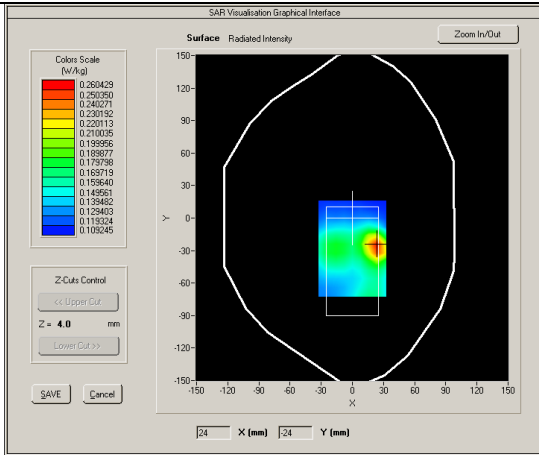 SAR Visualisation Graphical Interface
Surface Radiated Intensity
Zoom In/Out
Colors Scale
(W/kg)
0.260429
0.250350
0.240271
0.230192
0.220113
0.210035
0.199956
0.189877
0.179798
0.169719
0.159640
0.149561
0.139482
0.129403
0.119324
0.109245
Z-Cuts Control
<< Upper Cut
Z = 4.0 mm
Lower Cut >>
SAVE Cancel
150
120
90
60
30
0
-30
-60
-90
-120
-150
Y
-150 -120 -90 -60 -30 0 30 60 90 120 150
X
24 X (mm) -24 Y (mm)